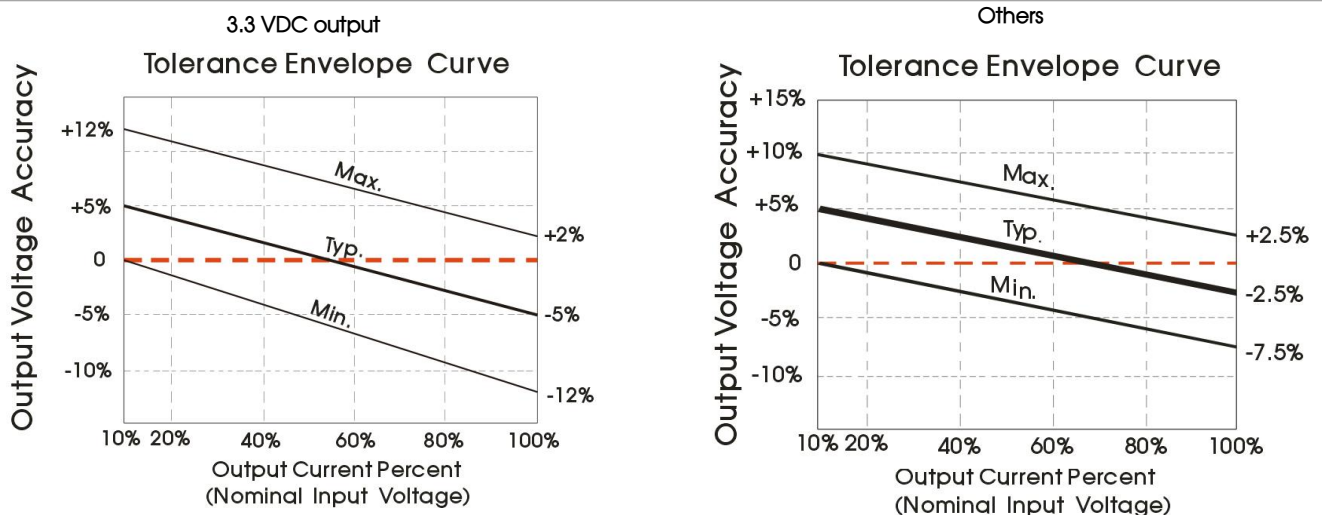 3.3 VDC output
Tolerance Envelope Curve
Output Voltage Accuracy
+12%
+5%
0
-5%
-10%
Max.
Typ.
Min.
+2%
-5%
-12%
10% 20% 40% 60% 80% 100%
Output Current Percent
(Nominal Input Voltage)
Others
Tolerance Envelope Curve
Output Voltage Accuracy
+15%
+10%
+5%
0
-5%
-10%
Max.
Typ.
Min.
+2.5%
-2.5%
-7.5%
10% 20% 40% 60% 80% 100%
Output Current Percent
(Nominal Input Voltage)